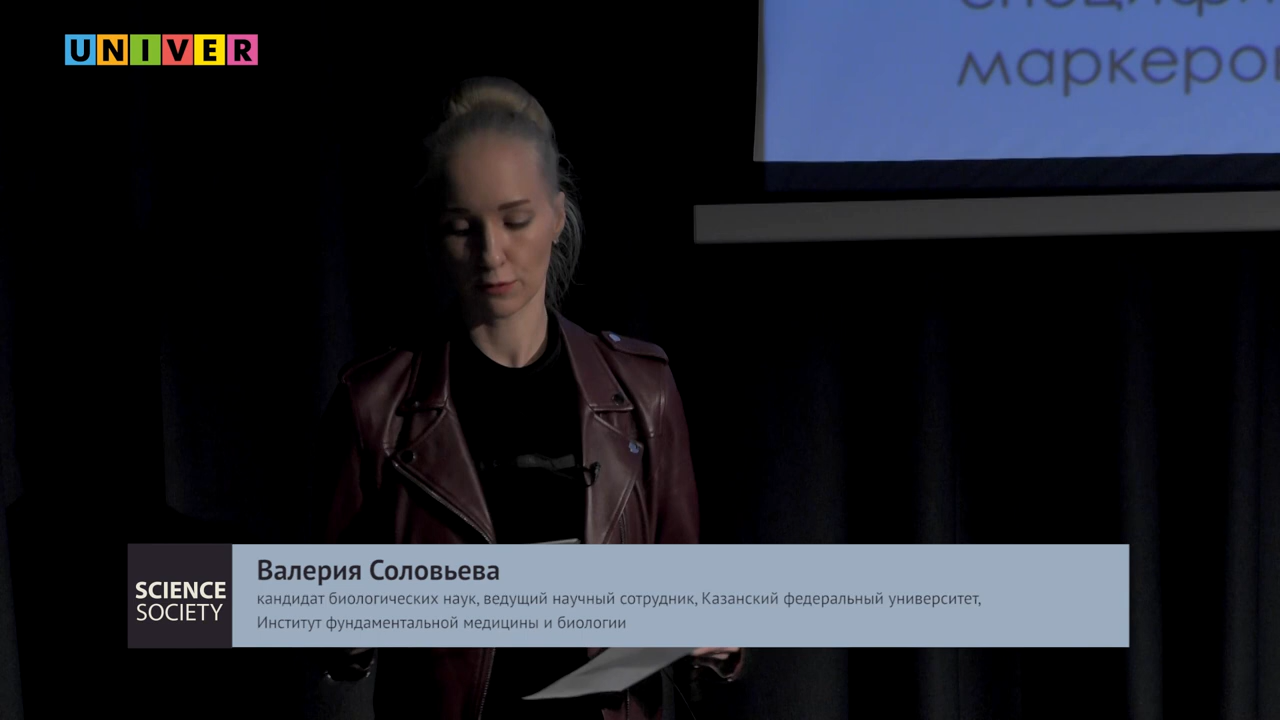 UNIVER
маркеро
SCIENCE
SOCIETY
Валерия Соловьева
кандидат биологических наук, ведущий научный сотрудник, Казанский федеральный университет,
Институт фундаментальной медицины и биологии